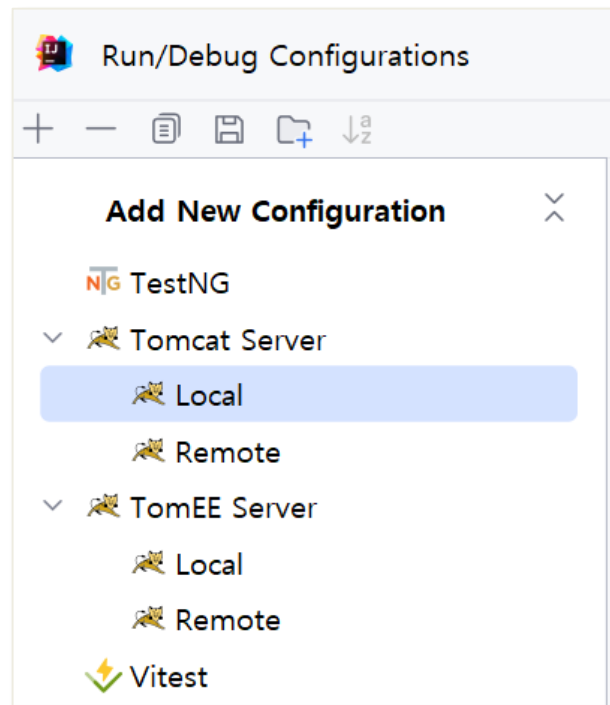 Run/Debug Configurations
Add New Configuration
TestNG
Tomcat Server
Local
Remote
TomEE Server
Local
Remote
Vitest